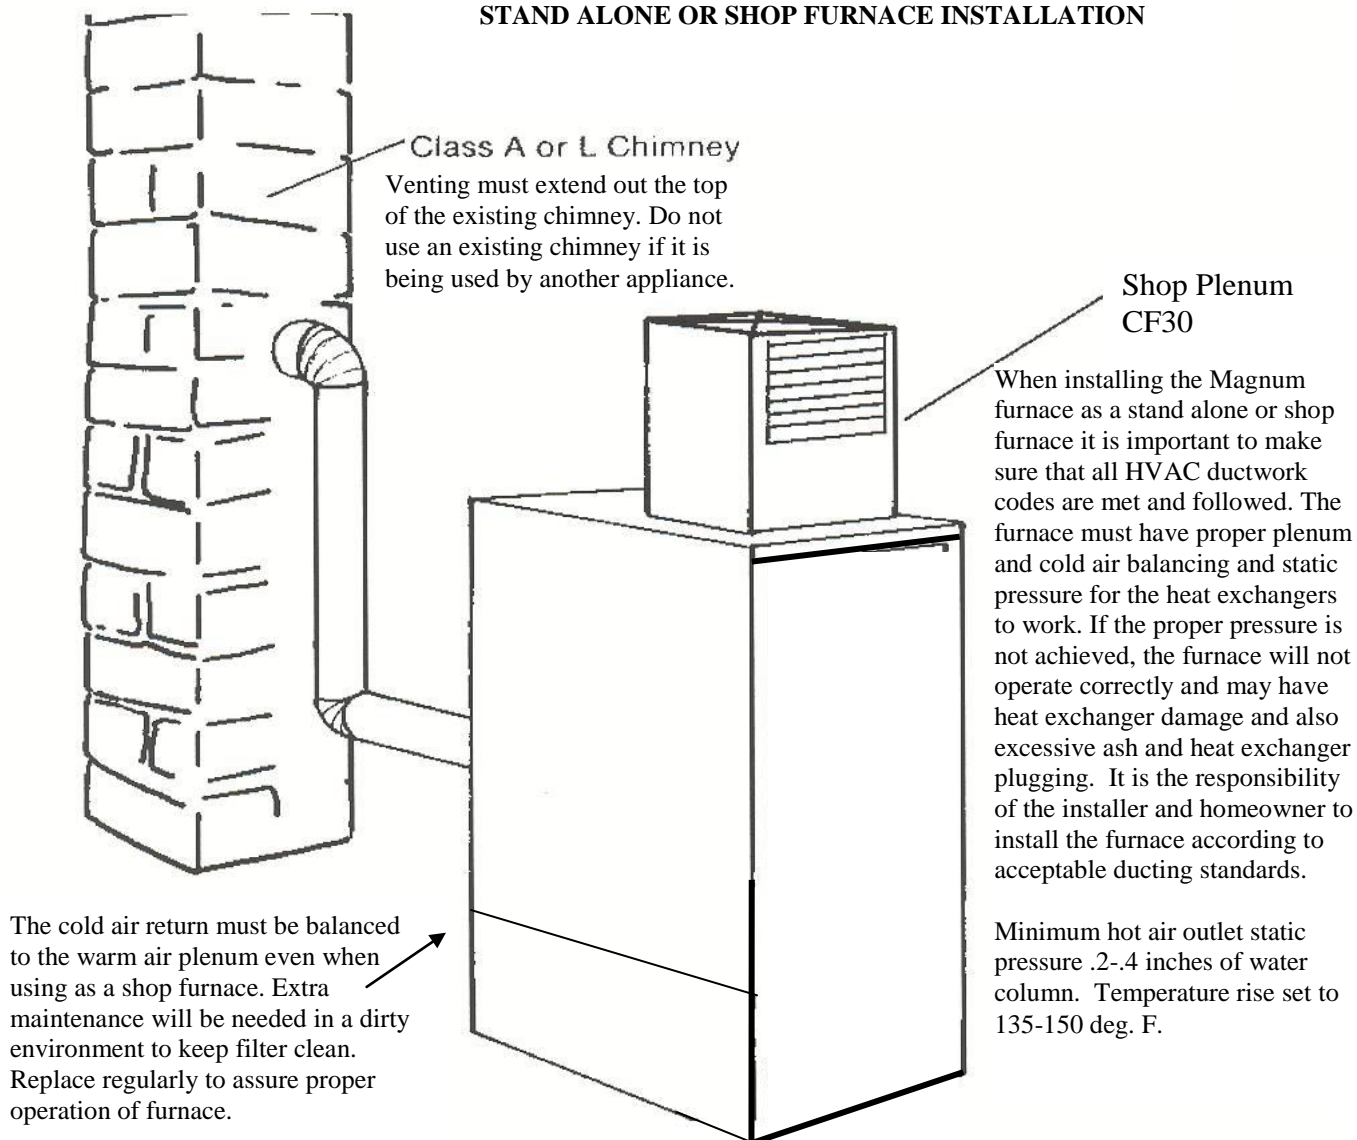 STAND ALONE OR SHOP FURNACE INSTALLATION
Class A or L Chimney
Venting must extend out the top
of the existing chimney. Do not
use an existing chimney if it is
being used by another appliance.
Shop Plenum
CF30
When installing the Magnum
furnace as a stand alone or shop
furnace it is important to make
sure that all HVAC ductwork
codes are met and followed. The
furnace must have proper plenum
and cold air balancing and static
pressure for the heat exchangers
to work. If the proper pressure is
not achieved, the furnace will not
operate correctly and may have
heat exchanger damage and also
excessive ash and heat exchanger
plugging.  It is the responsibility
of the installer and homeowner to
install the furnace according to
acceptable ducting standards.
Minimum hot air outlet static
pressure .2-.4 inches of water
column.  Temperature rise set to
135-150 deg. F.
The cold air return must be balanced
to the warm air plenum even when
using as a shop furnace. Extra
maintenance will be needed in a dirty
environment to keep filter clean.
Replace regularly to assure proper
operation of furnace.